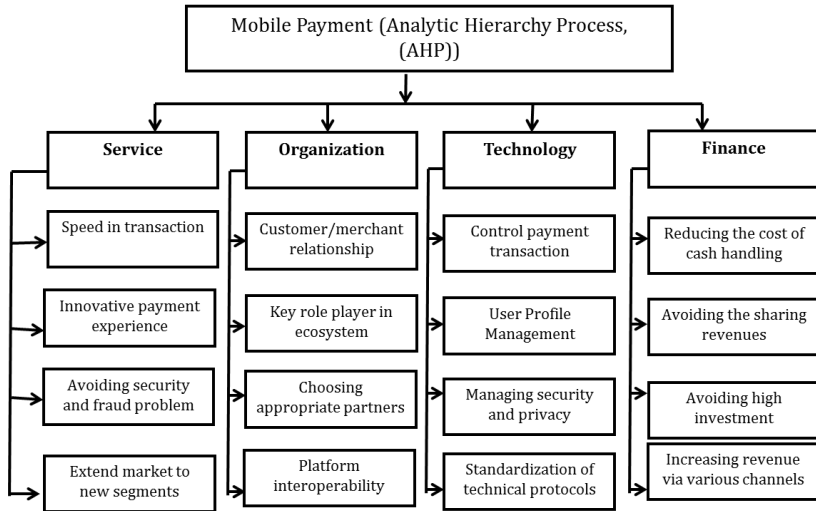 Mobile Payment (Analytic Hierarchy Process,
(AHP))
Service
Organization
Technology
Finance
Speed in transaction
Innovative payment
experience
Avoiding security
and fraud problem
Extend market to
new segments
Customer/merchant
relationship
Key role player in
ecosystem
Choosing
appropriate partners
Platform
interoperability
Control payment
transaction
User Profile
Management
Managing security
and privacy
Standardization of
technical protocols
Reducing the cost of
cash handling
Avoiding the sharing
revenues
Avoiding high
investment
Increasing revenue
via various channels